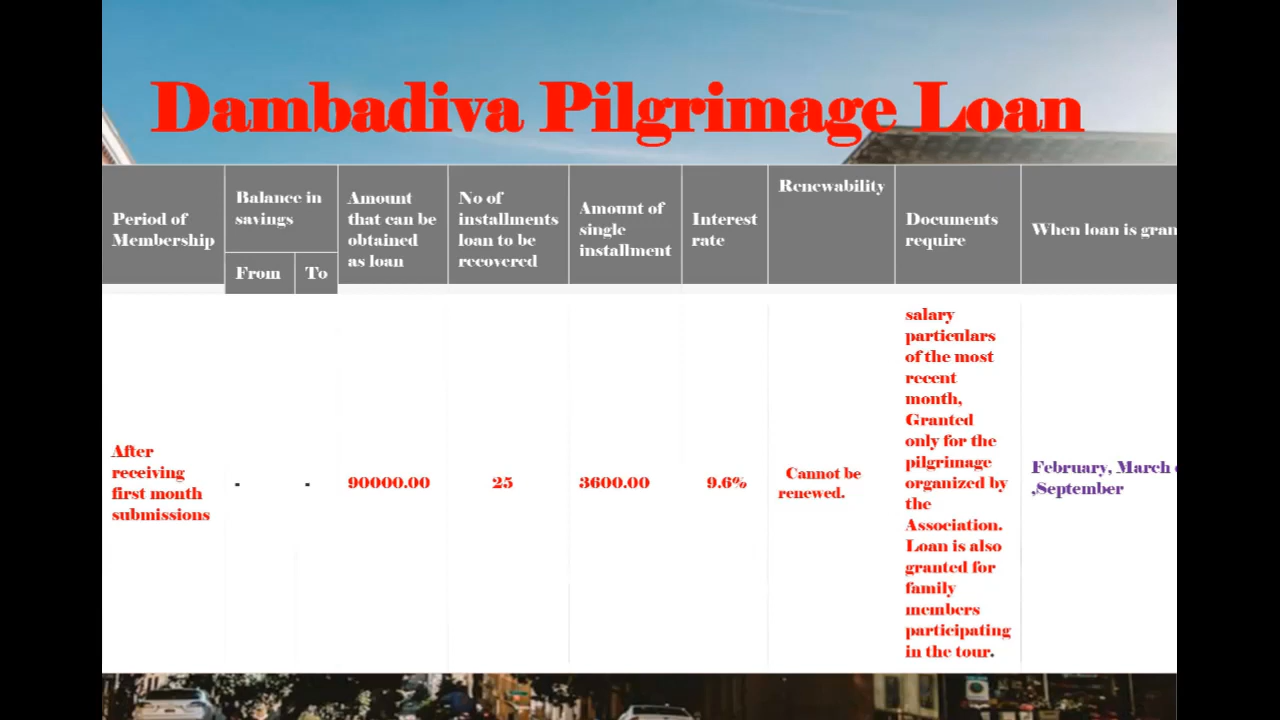 Dambadiva Pilgrimage Loan
Period of
Membership
Balance in
savings
From
To
Amount
that can be
obtained
as loan
No of
installments
loan to be
recovered
Amount of
single
installment
Interest
rate
Renewability
Documents
require
When loan is gran
After
receiving
first month
submissions
-
-
90000.00
25
3600.00
9.6%
Cannot be
renewed.
salary
particulars
of the most
recent
month,
Granted
only for the
pilgrimage
organized by
the
Association.
Loan is also
granted for
family
members
participating
in the tour.
February, March
,September